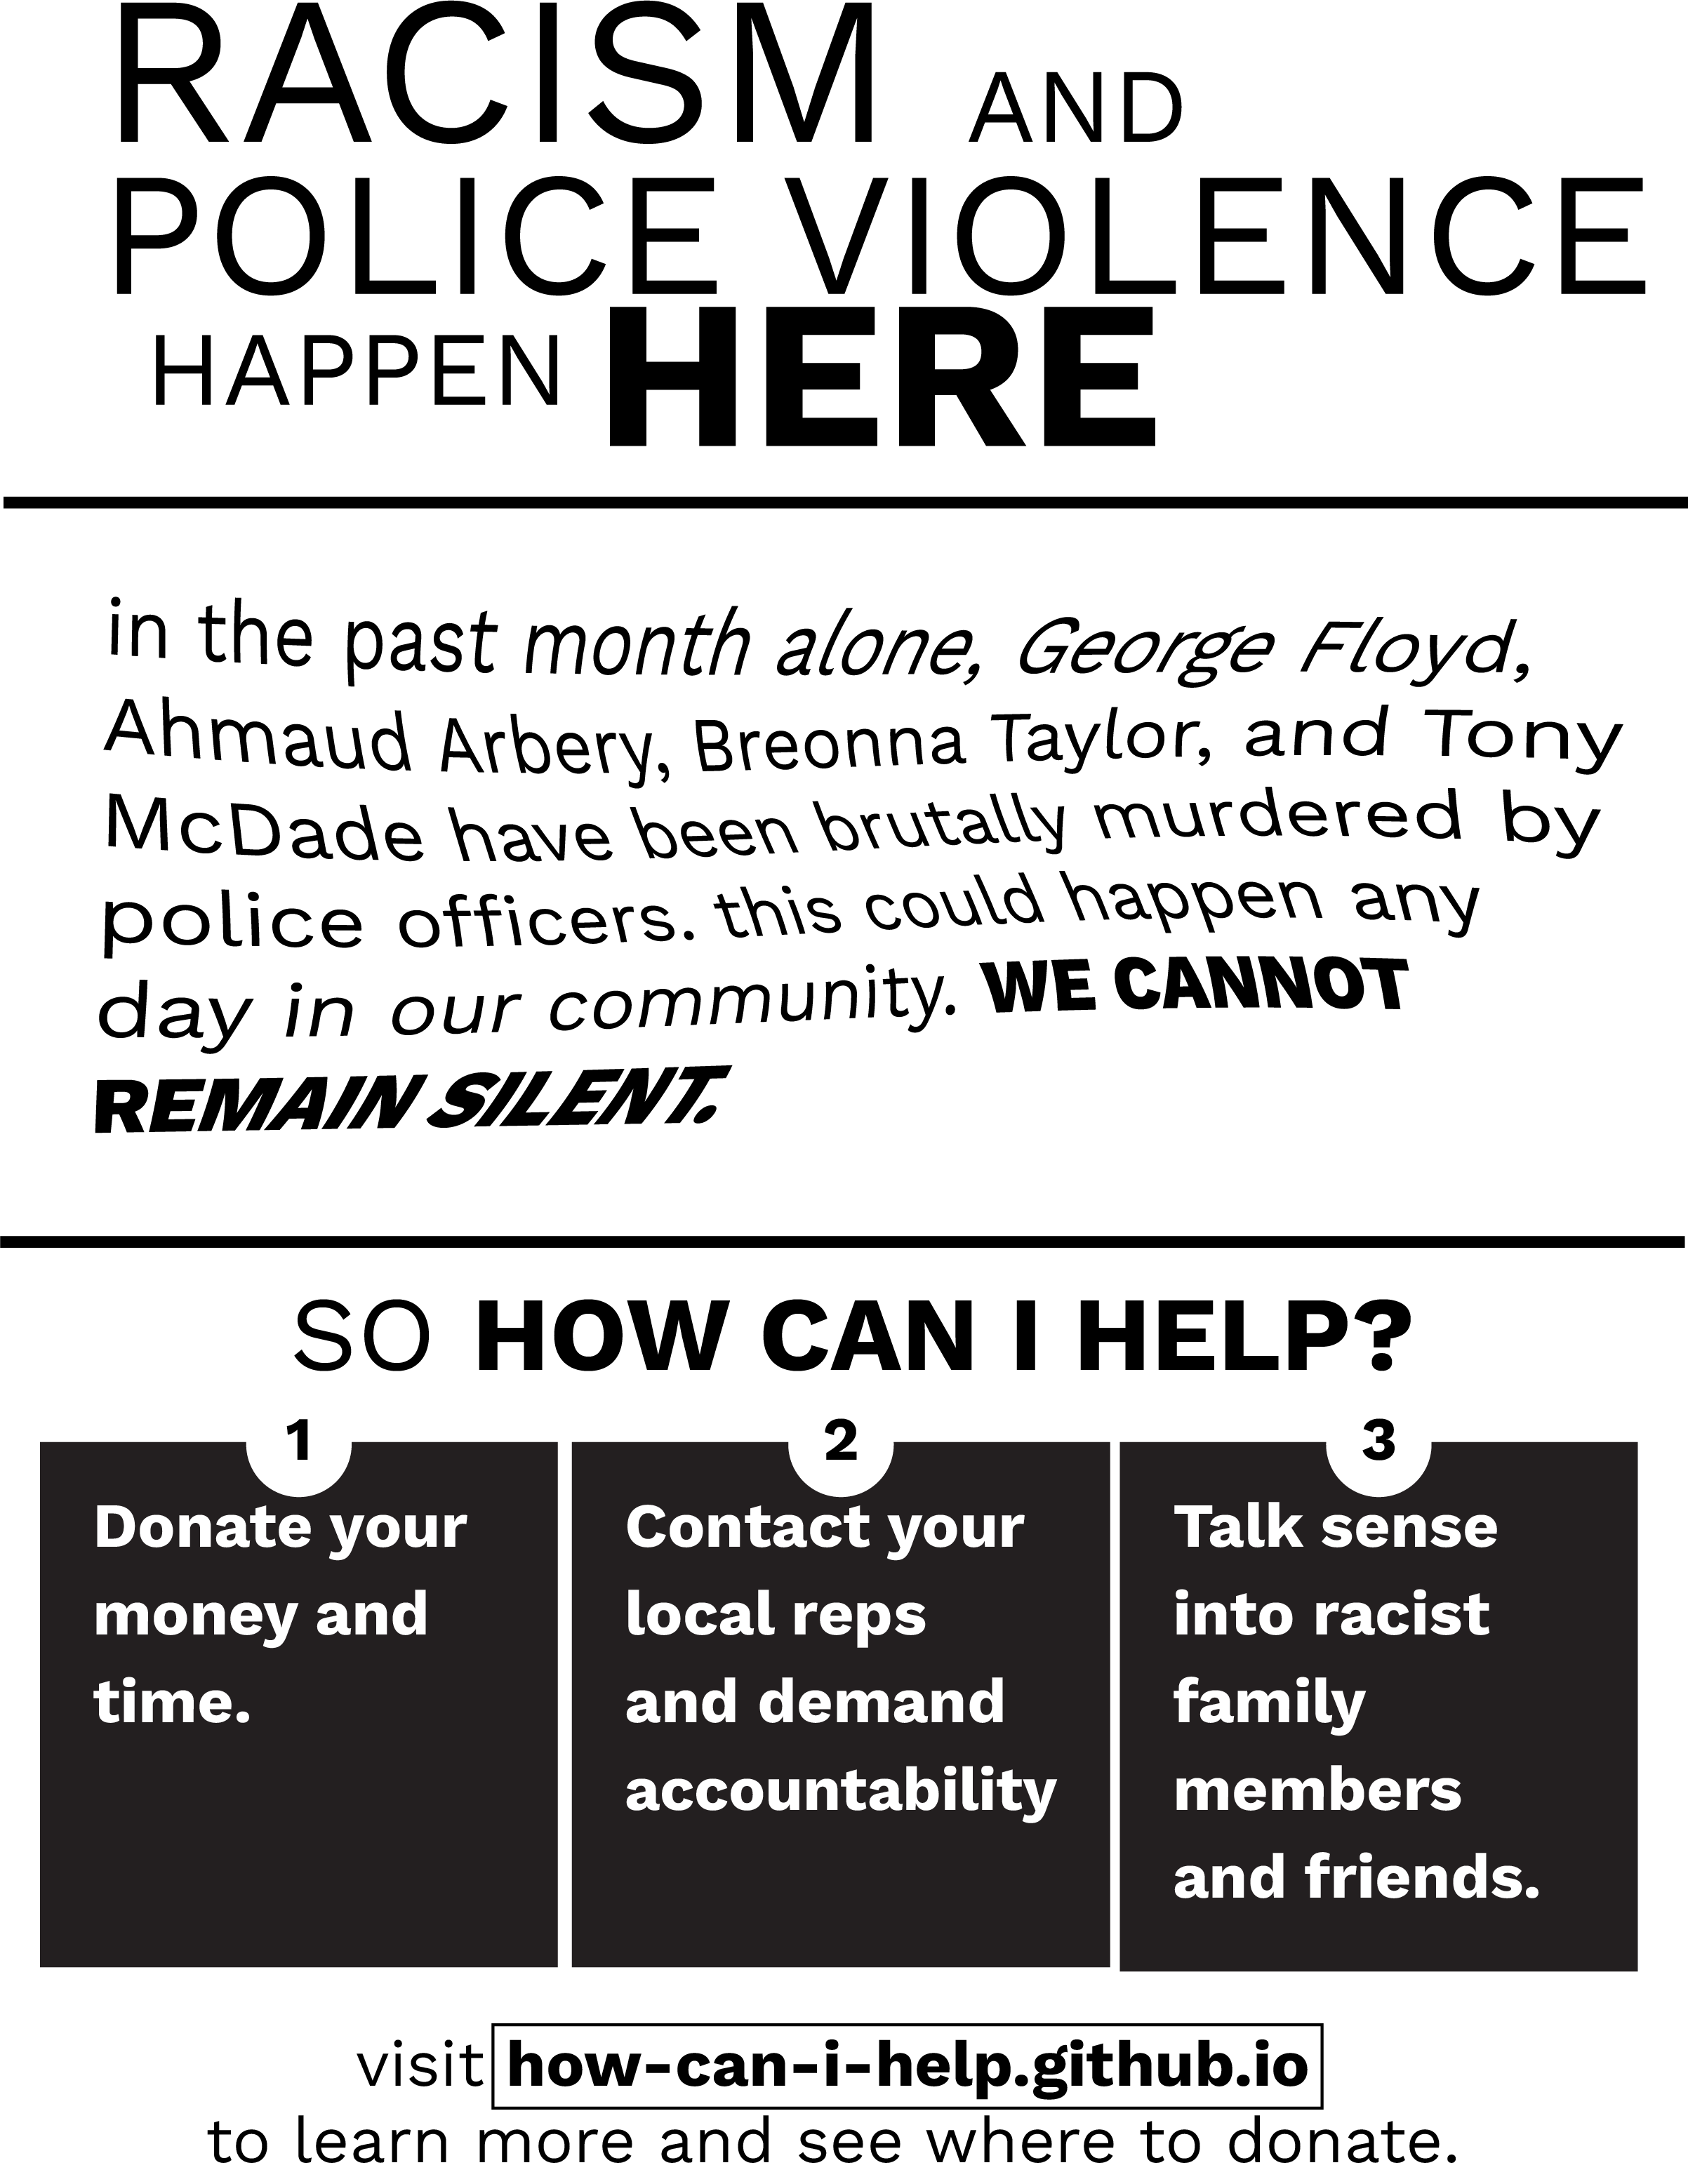 RACISM AND
POLICE VIOLENCE
HAPPEN HERE
in the past month alone, George Floyd,
Ahmaud Arbery, Breonna Taylor, and Tony
McDade have been brutally murdered by
police officers. this could happen any
day in our community. WE CANNOT
REMAIN SILENT.
SO HOW CAN I HELP?
1
Donate your
money and
time.
2
Contact your
local reps
and demand
accountability
3
Talk sense
into racist
family
members
and friends.
visit how-can-i-help.github.io
to learn more and see where to donate.